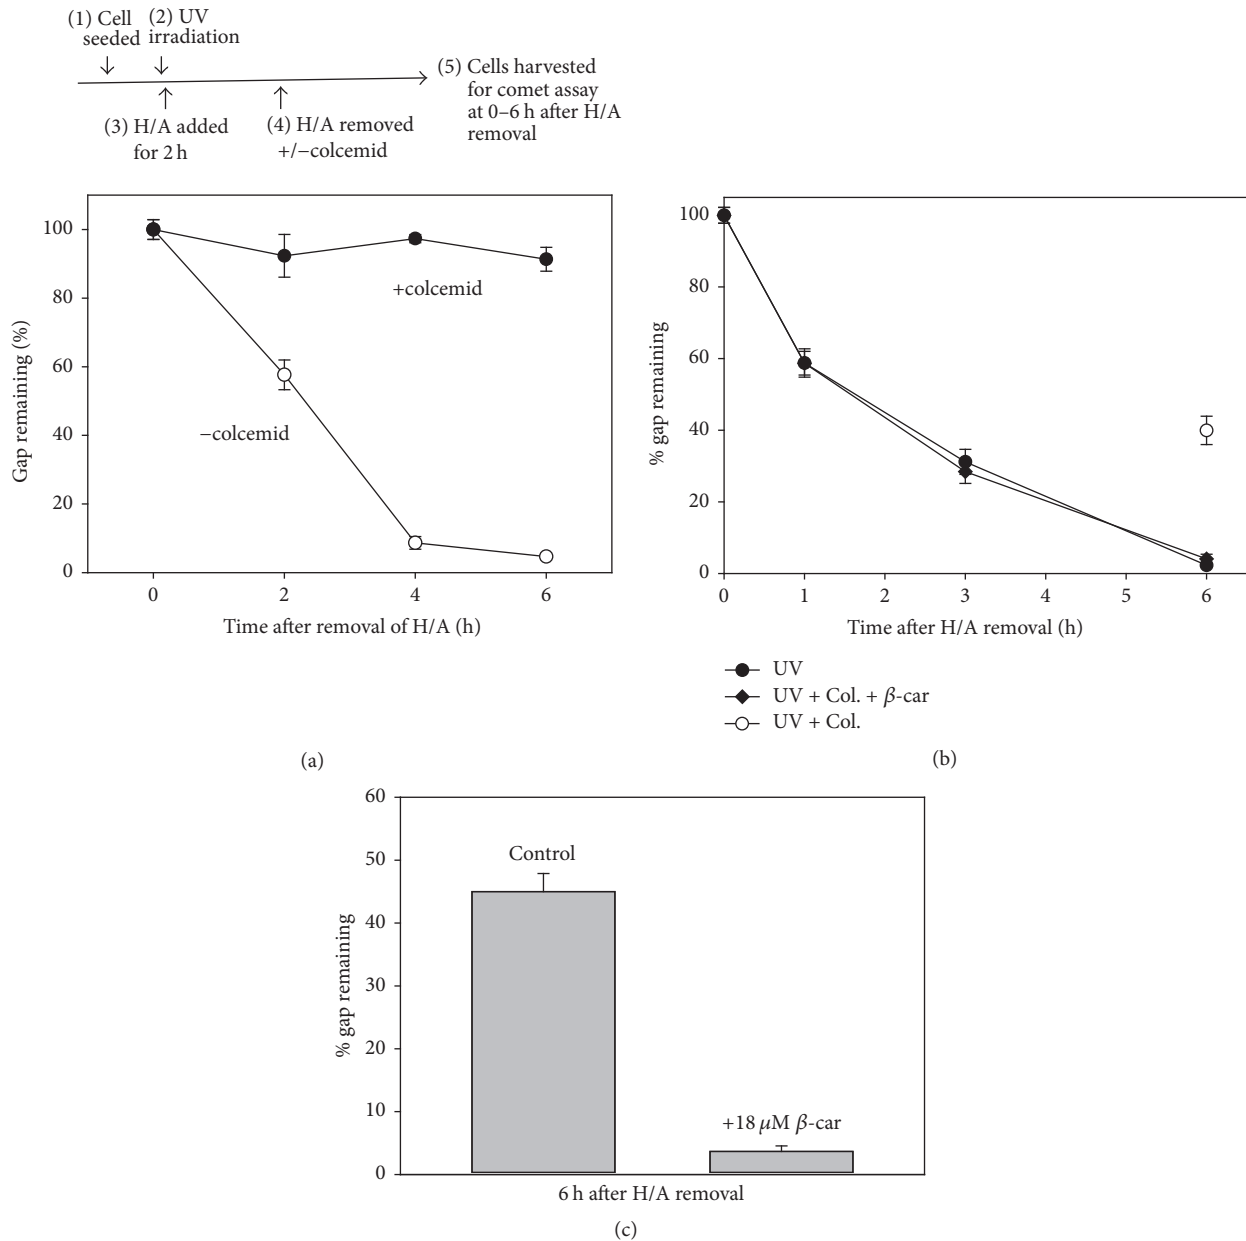 (1) Cell
seeded
(2) UV
irradiation
(3) H/A added
for 2 h
(4) H/A removed
+/−colcemid
(5) Cells harvested
for comet assay
at 0–6 h after H/A
removal
Gap remaining (%)
100
80
60
40
20
0
+colcemid
−colcemid
0 2 4 6
Time after removal of H/A (h)
(a)
% gap remaining
100
80
60
40
20
0
0 1 2 3 4 5 6
Time after H/A removal (h)
UV
UV + Col. + β-car
UV + Col.
(b)
% gap remaining
60
50
40
30
20
10
0
Control
+18 μM β-car
6 h after H/A removal
(c)